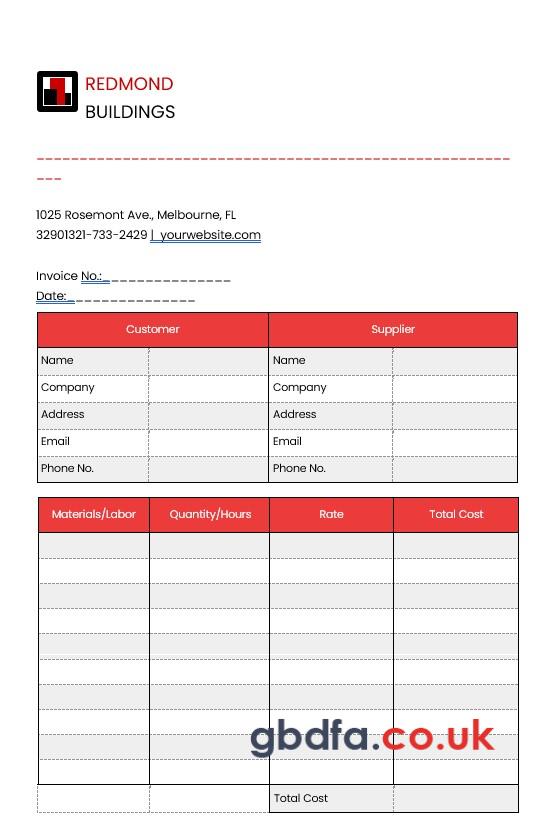 REDMOND
BUILDINGS
1025 Rosemont Ave., Melbourne, FL
32901321-733-2429 | yourwebsite.com
Invoice No.:_______________
Date:_______________
Customer Supplier
Name Name
Company Company
Address Address
Email Email
Phone No. Phone No.
Materials/Labor Quantity/Hours Rate Total Cost
gbdfa.co.uk
Total Cost